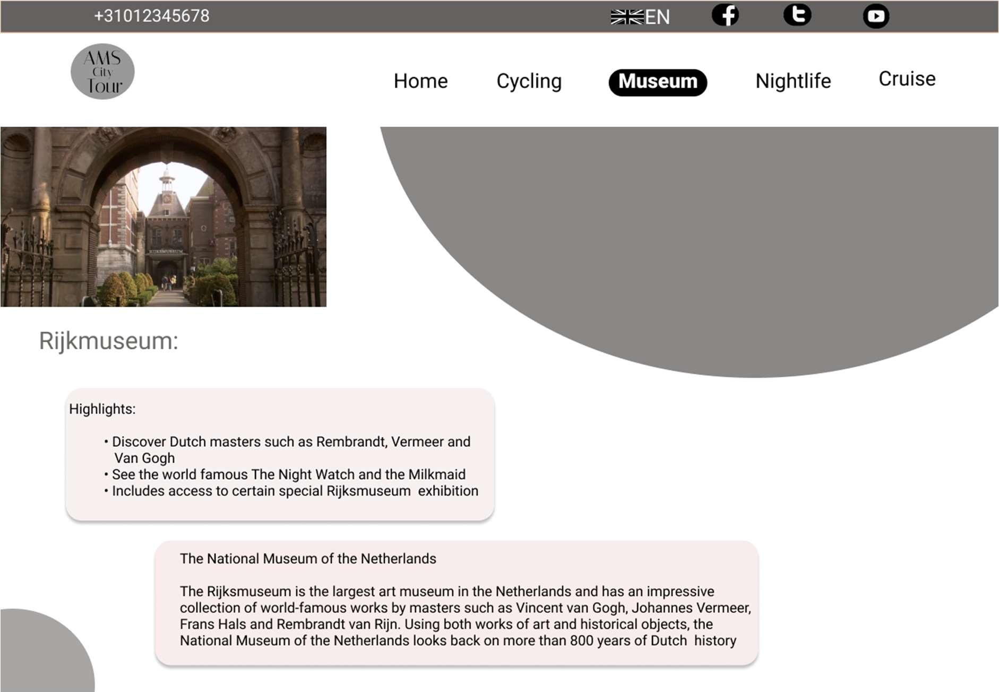 +31012345678
EN
AMS
City
Tour
Home Cycling Museum Nightlife Cruise
RIJKSMUSEUM
Rijkmuseum:
Highlights:
• Discover Dutch masters such as Rembrandt, Vermeer and
Van Gogh
• See the world famous The Night Watch and the Milkmaid
• Includes access to certain special Rijksmuseum  exhibition
The National Museum of the Netherlands
The Rijksmuseum is the largest art museum in the Netherlands and has an impressive
collection of world-famous works by masters such as Vincent van Gogh, Johannes Vermeer,
Frans Hals and Rembrandt van Rijn. Using both works of art and historical objects, the
National Museum of the Netherlands looks back on more than 800 years of Dutch  history